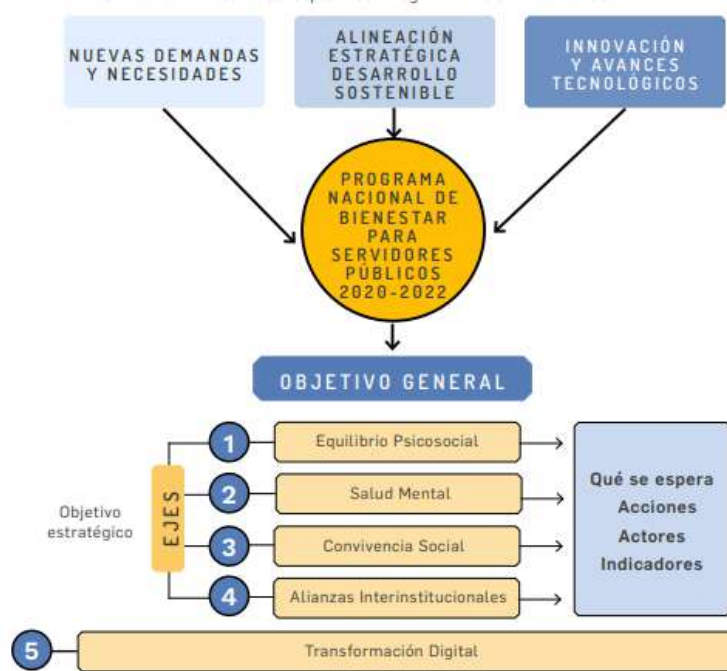 NUEVAS DEMANDAS
Y NECESIDADES
ALINEACIÓN
ESTRATÉGICA
DESARROLLO
SOSTENIBLE
INNOVACIÓN
Y AVANCES
TECNOLÓGICOS
PROGRAMA
NACIONAL DE
BIENESTAR
PARA
SERVIDORES
PÚBLICOS
2020-2022
OBJETIVO GENERAL
Objetivo
estratégico
EJES
1 Equilibrio Psicosocial
2 Salud Mental
3 Convivencia Social
4 Alianzas Interinstitucionales
Qué se espera
Acciones
Actores
Indicadores
5 Transformación Digital